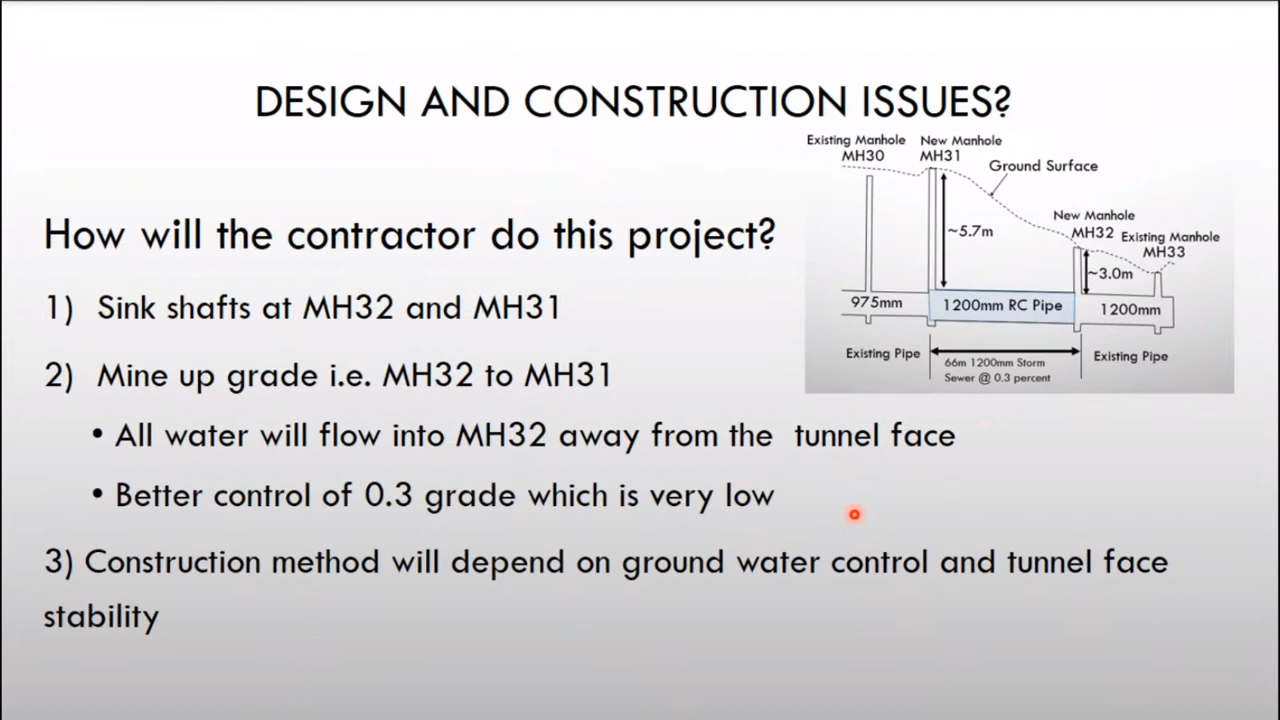 DESIGN AND CONSTRUCTION ISSUES?
Existing Manhole
MH30
New Manhole
MH31
Ground Surface
New Manhole
MH32
Existing Manhole
MH33
~5.7m
~3.0m
975mm
1200mm RC Pipe
1200mm
Existing Pipe
66m 1200mm Storm
Sewer @ 0.3 percent
Existing Pipe
How will the contractor do this project?
1) Sink shafts at MH32 and MH31
2) Mine up grade i.e. MH32 to MH31
• All water will flow into MH32 away from the tunnel face
• Better control of 0.3 grade which is very low
3) Construction method will depend on ground water control and tunnel face
stability